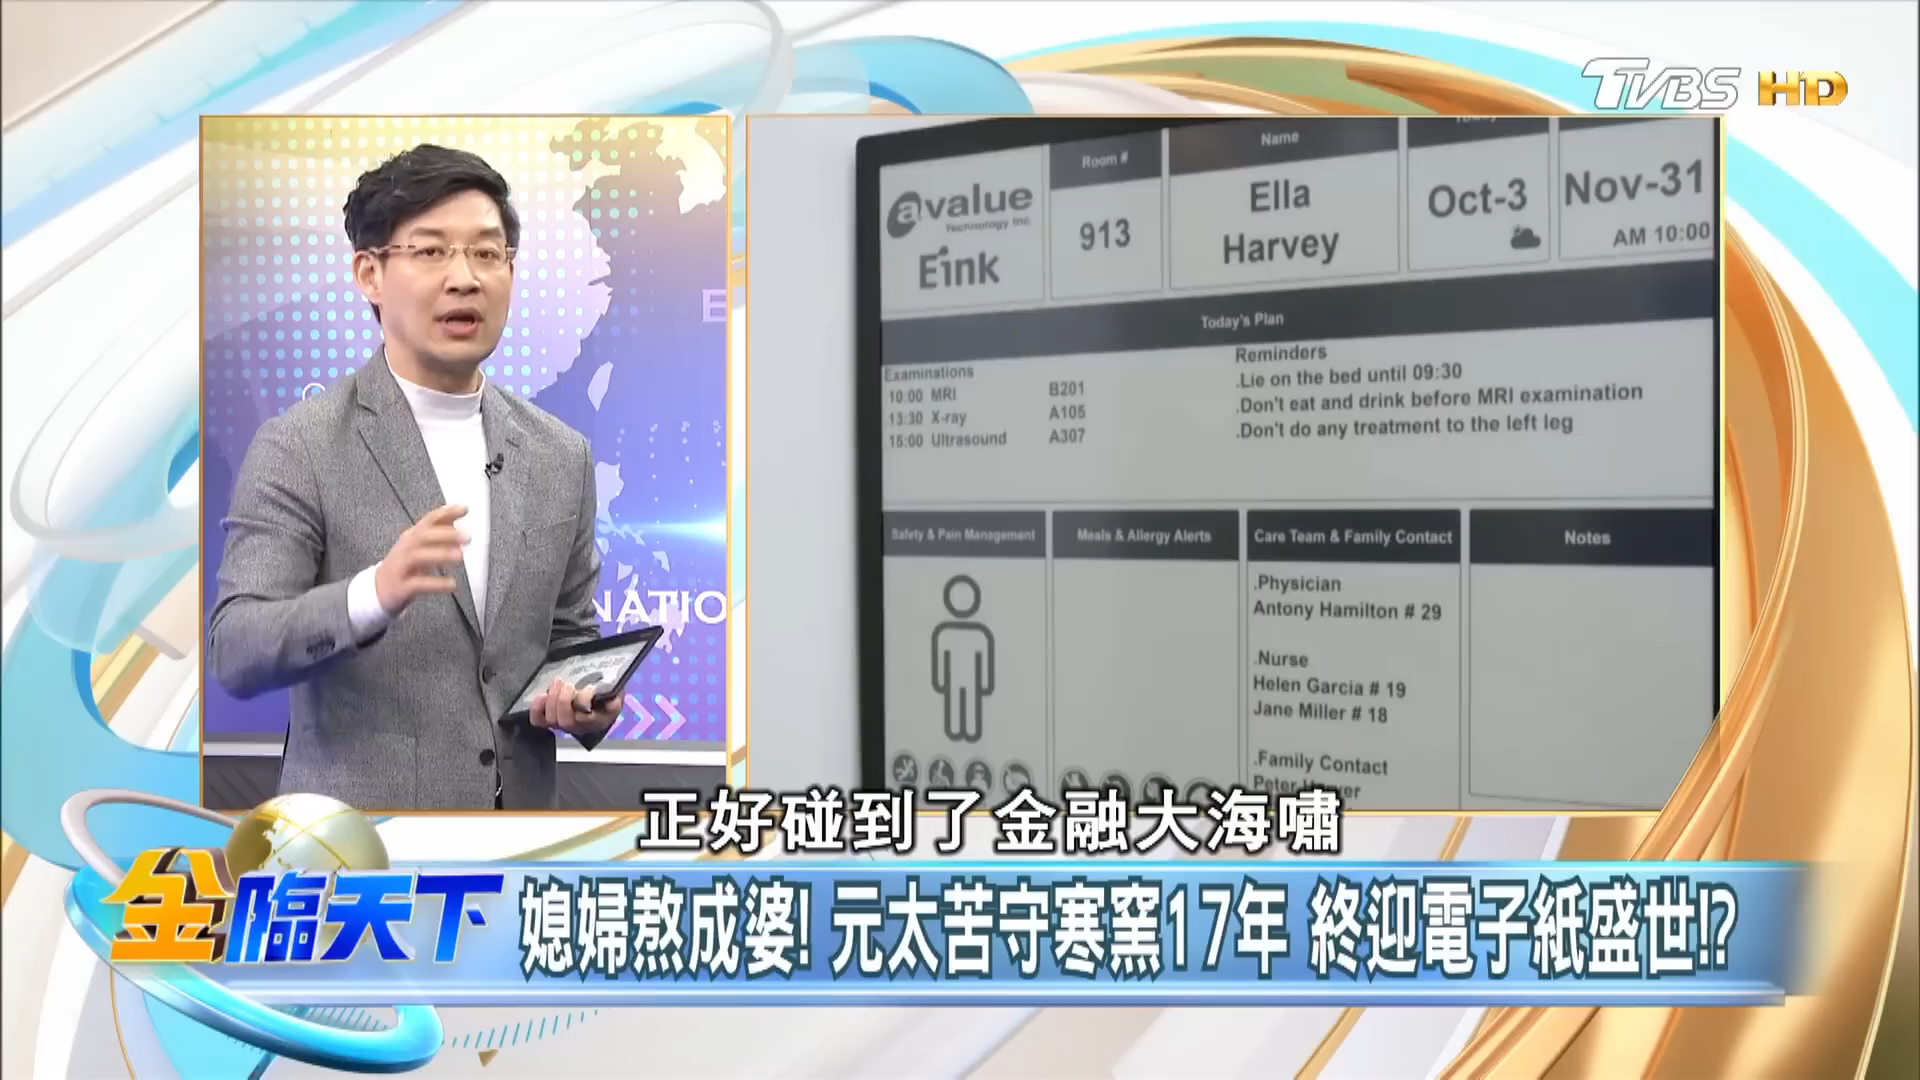 TVBS HD
avalue
Technology Inc.
Eink
Room #
913
Name
Ella
Harvey
Today
Oct-3
Nov-31
AM 10:00
Today's Plan
Examinations
10:00 MRI B201
13:30 X-ray A105
15:00 Ultrasound A307
Reminders
.Lie on the bed until 09:30
.Don't eat and drink before MRI examination
.Don't do any treatment to the left leg
Safety & Pain Management
Meals & Allergy Alerts
Care Team & Family Contact
.Physician
Antony Hamilton # 29
.Nurse
Helen Garcia # 19
Jane Miller # 18
.Family Contact
Notes
NATIO
正好碰到了金融大海嘯
金臨天下
媳婦熬成婆! 元太苦守寒窯17年 終迎電子紙盛世!?